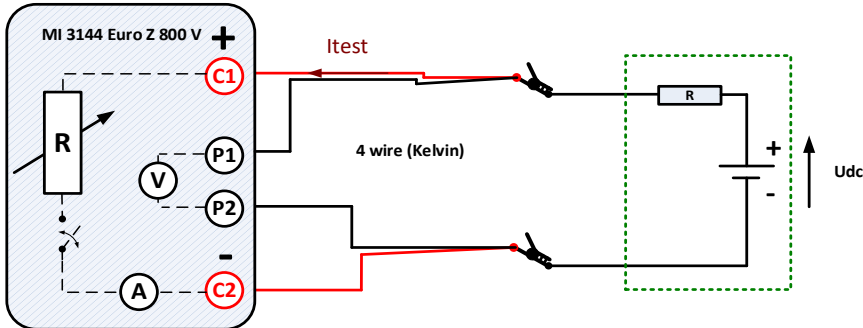 MI 3144 Euro Z 800 V
+
Itest
C1
R
R
P1
4 wire (Kelvin)
V
+
Udc
P2
-
-
A
C2